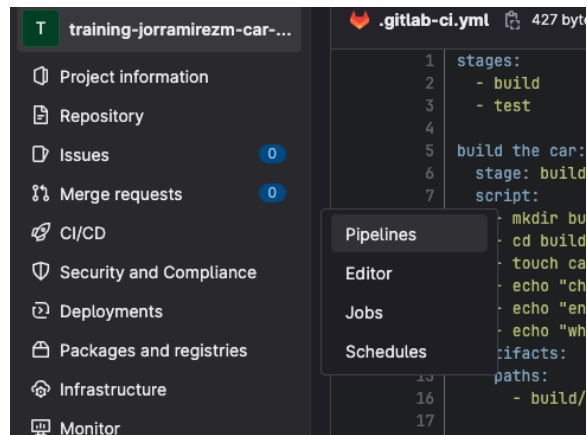 T training-jorramirezm-car-...
Project information
Repository
Issues 0
Merge requests 0
CI/CD
Security and Compliance
Deployments
Packages and registries
Infrastructure
Monitor
Pipelines
Editor
Jobs
Schedules
.gitlab-ci.yml 427 byte
1 stages:
2 - build
3 - test
4
5 build the car:
6 stage: build
7 script:
- mkdir bu
- cd build
- touch ca
- echo "ch
- echo "en
- echo "wh
tifacts:
15 paths:
16 - build/
17